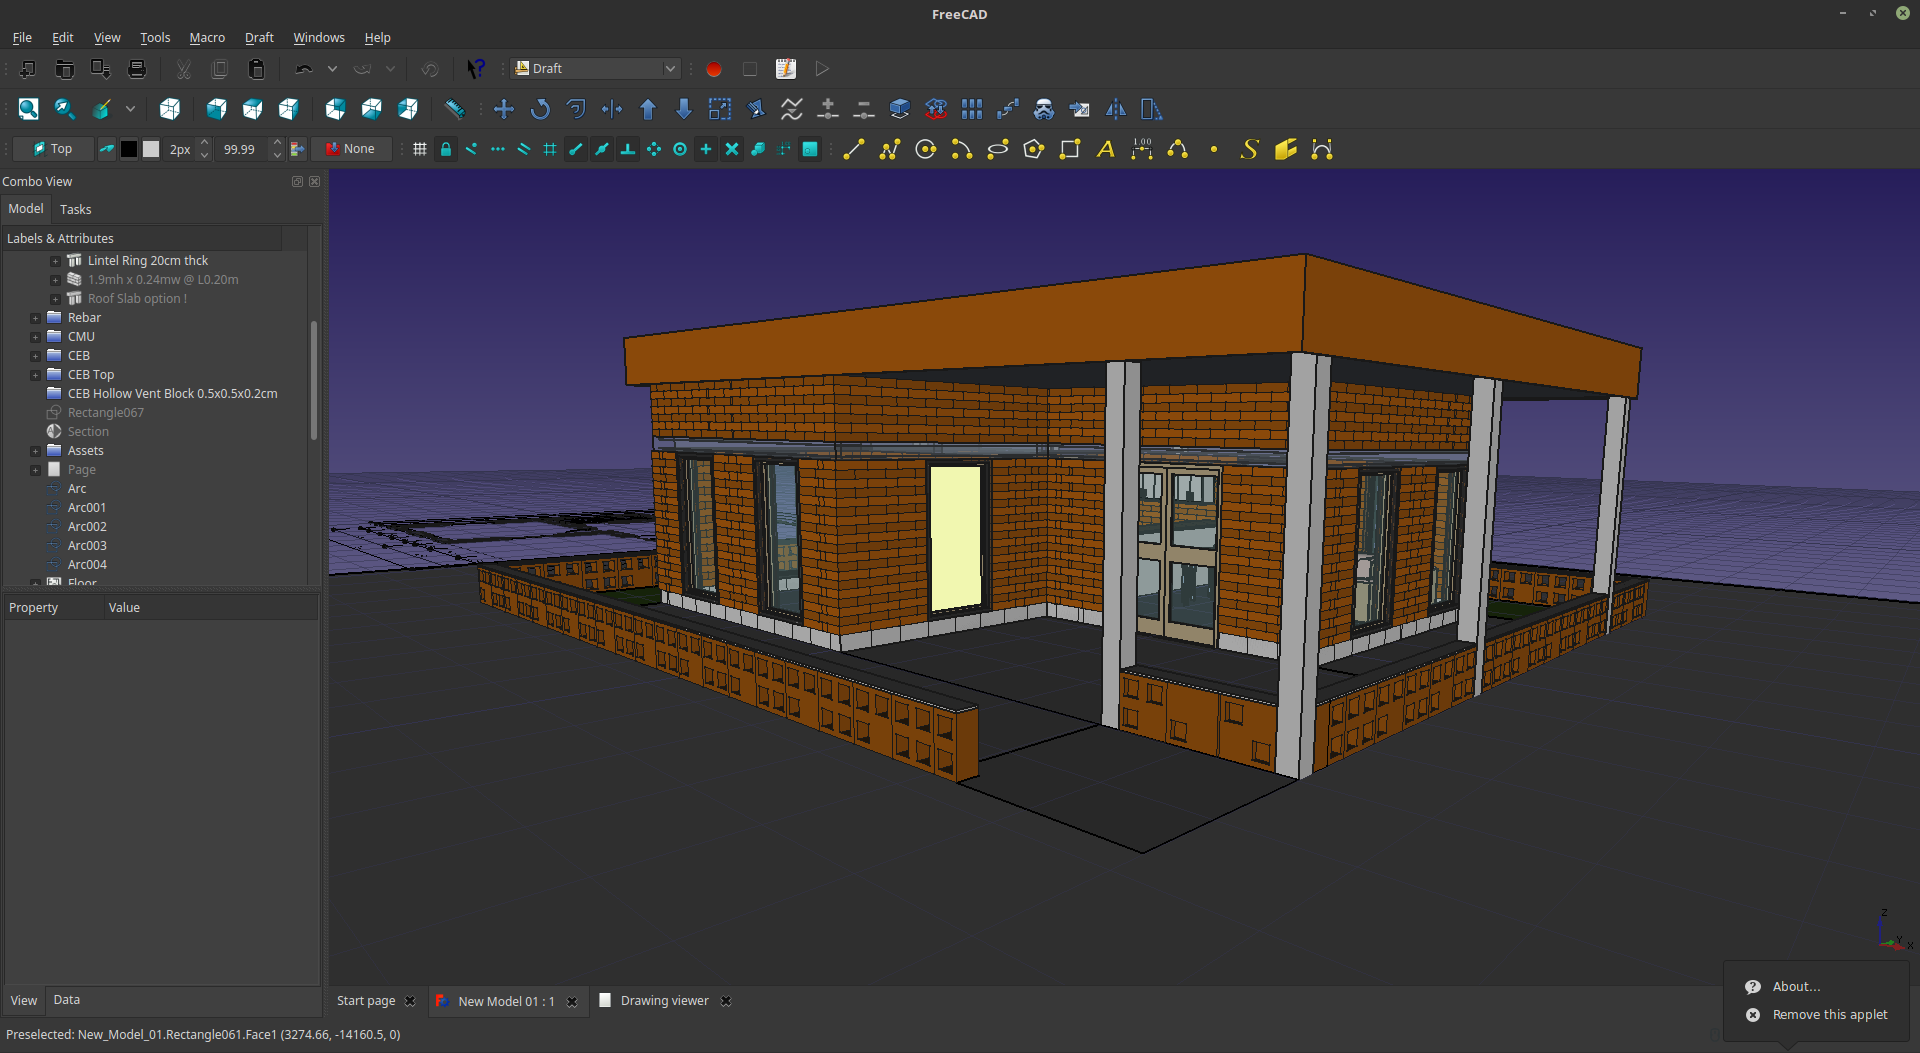 FreeCAD
File Edit View Tools Macro Draft Windows Help
Draft
Top 2px 99.99 None A 1.00 S
Combo View
Model Tasks
Labels & Attributes
Lintel Ring 20cm thck
1.9mh x 0.24mw @ L0.20m
Roof Slab option !
Rebar
CMU
CEB
CEB Top
CEB Hollow Vent Block 0.5x0.5x0.2cm
Rectangle067
Section
Assets
Page
Arc
Arc001
Arc002
Arc003
Arc004
Floor
Property Value
Z
Y
X
About...
Remove this applet
View Data
Start page New Model 01 : 1 Drawing viewer
Preselected: New_Model_01.Rectangle061.Face1 (3274.66, -14160.5, 0)